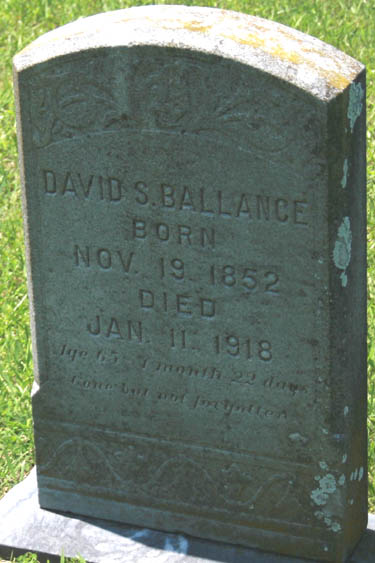 DAVID S. BALLANCE
BORN
NOV. 19. 1852
DIED
JAN. 11. 1918
Age 65 1 month 22 days
Gone but not forgotten